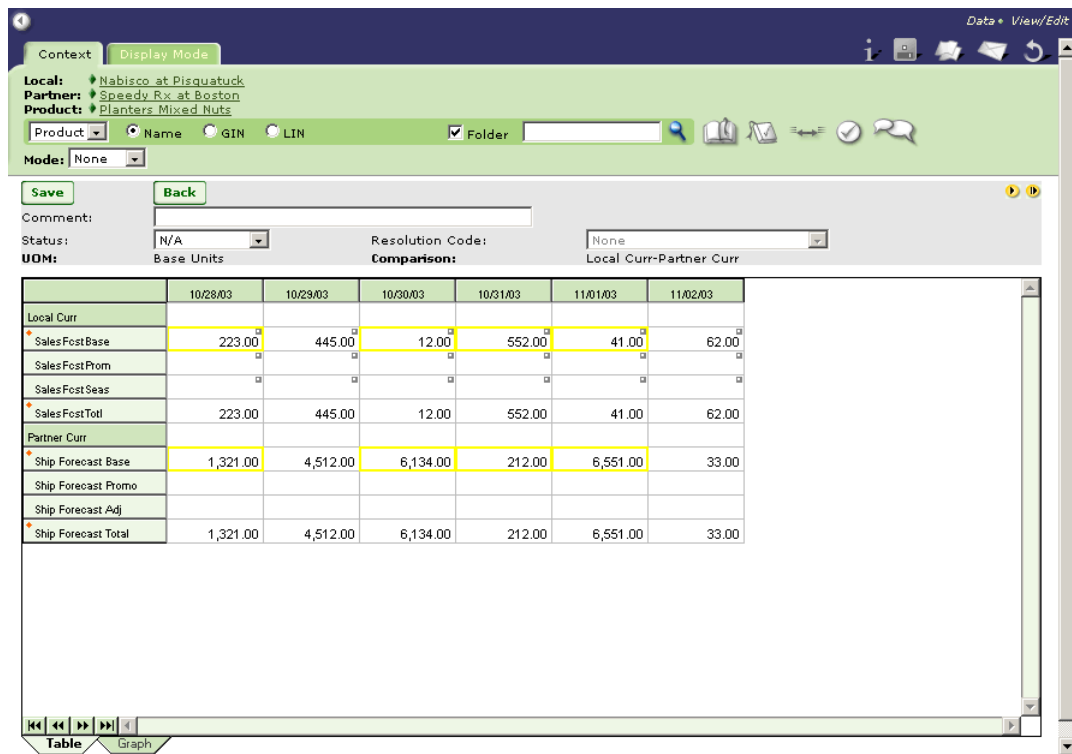 Data • View/Edit
Context Display Mode
Local: Nabisco at Pisquatuck
Partner: Speedy Rx at Boston
Product: Planters Mixed Nuts
Product Name GIN LIN Folder
Mode: None
Save Back
Comment:
Status: N/A Resolution Code: None
UOM: Base Units Comparison: Local Curr-Partner Curr
10/28/03 10/29/03 10/30/03 10/31/03 11/01/03 11/02/03
Local Curr
SalesFcstBase 223.00 445.00 12.00 552.00 41.00 62.00
SalesFcstProm
SalesFcstSeas
SalesFcstTotl 223.00 445.00 12.00 552.00 41.00 62.00
Partner Curr
Ship Forecast Base 1,321.00 4,512.00 6,134.00 212.00 6,551.00 33.00
Ship Forecast Promo
Ship Forecast Adj
Ship Forecast Total 1,321.00 4,512.00 6,134.00 212.00 6,551.00 33.00
Table Graph